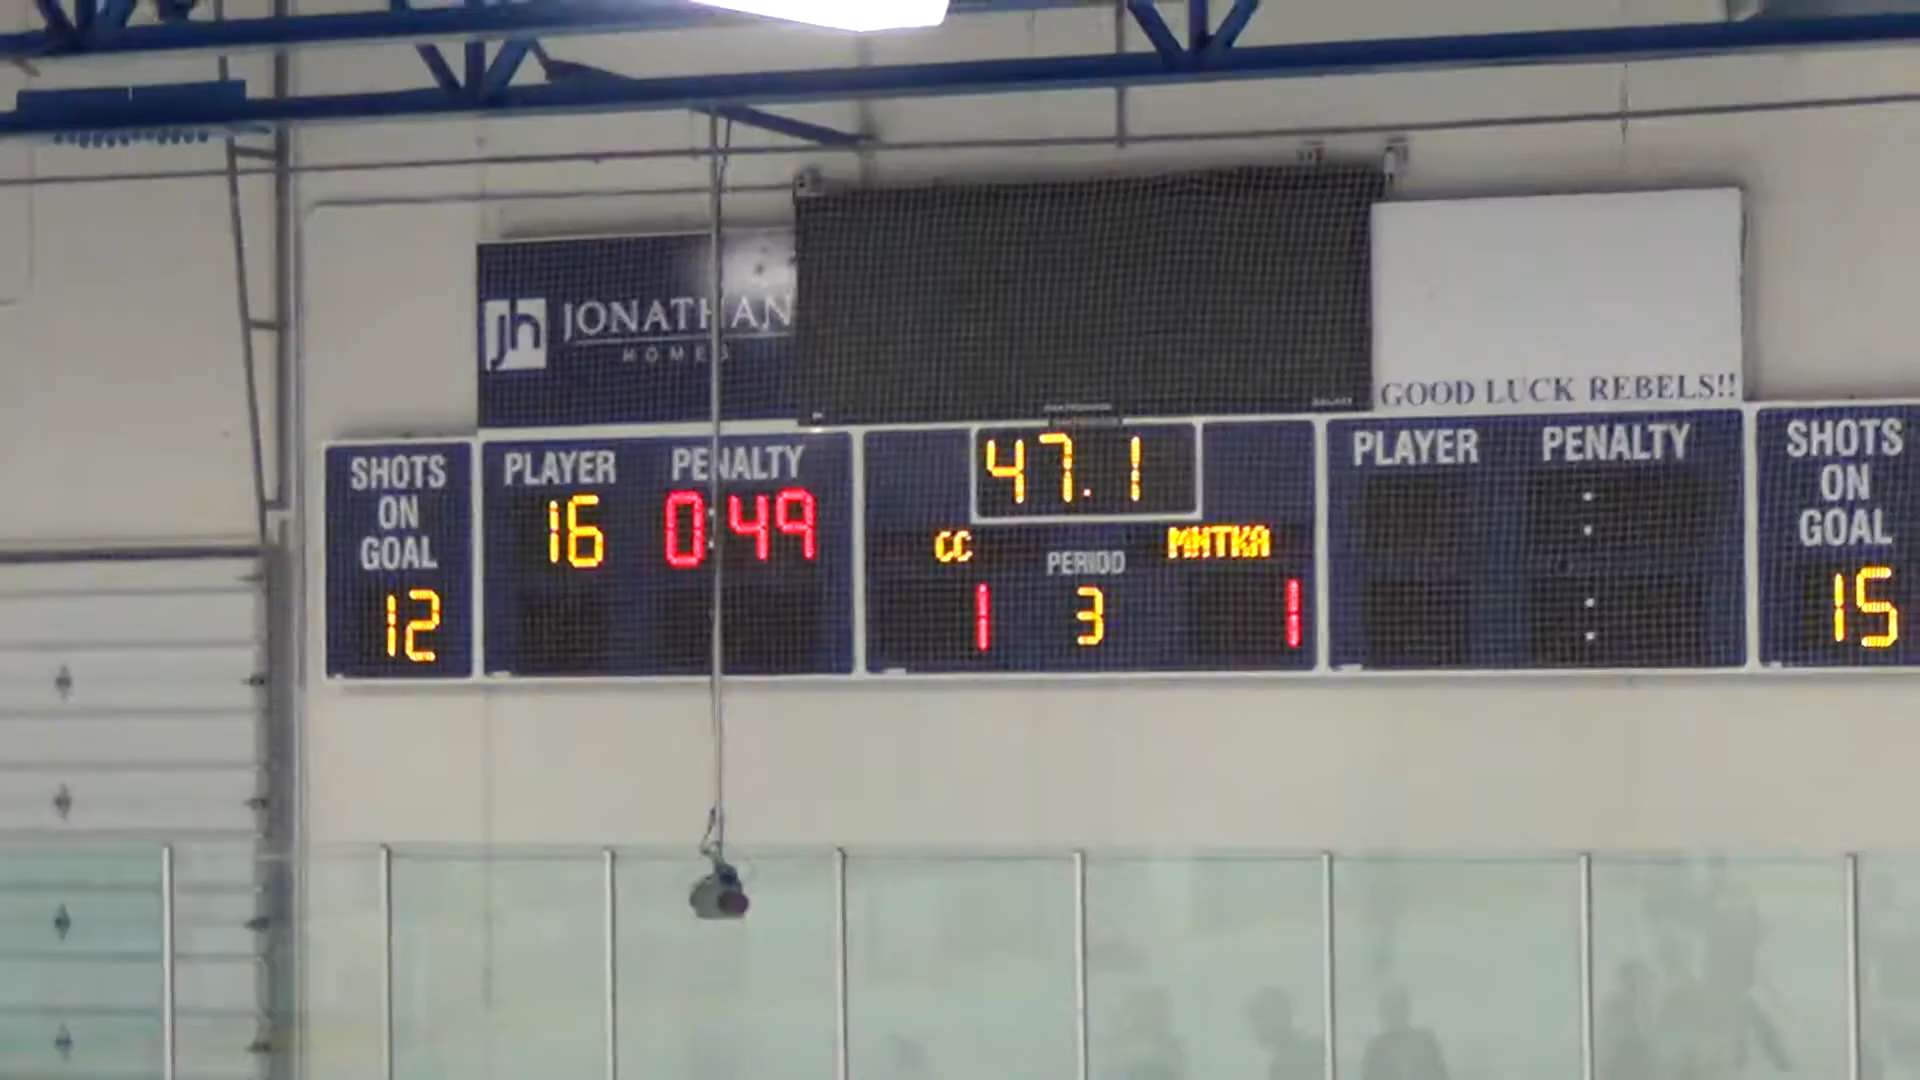 jh JONATHAN
HOMES
GOOD LUCK REBELS!!
SHOTS
ON
GOAL
12
PLAYER PENALTY
16 0:49
47.1
CC MNTKA
PERIOD
1 3 1
PLAYER PENALTY
SHOTS
ON
GOAL
15